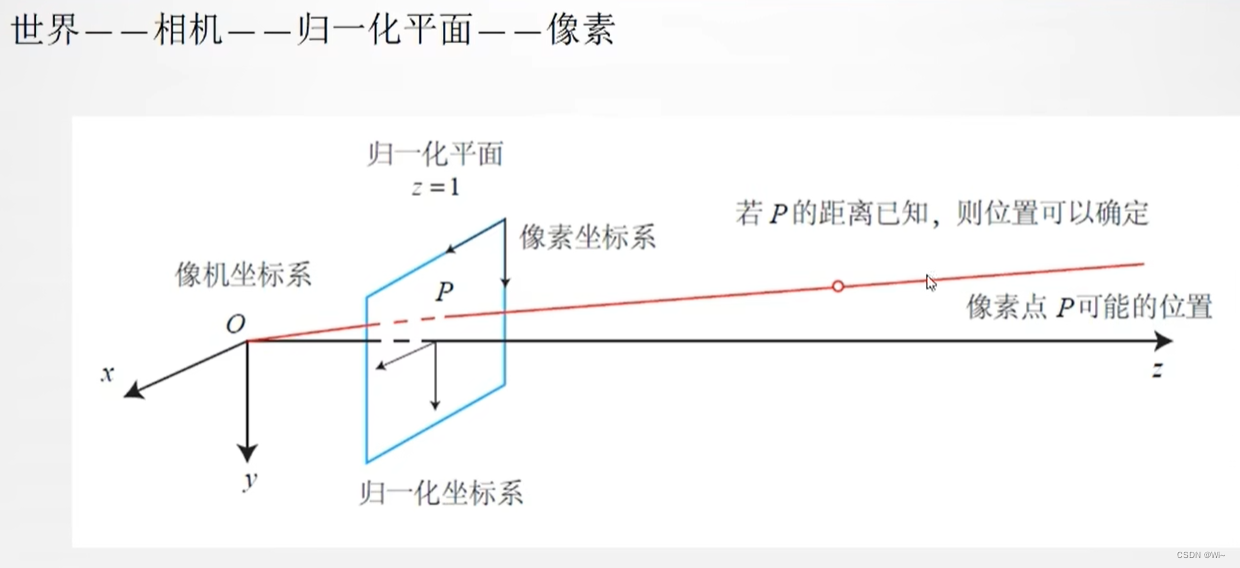 世界——相机——归一化平面——像素
归一化平面
z=1
像素坐标系
若 P 的距离已知，则位置可以确定
像机坐标系
P
O
像素点 P可能的位置
x
z
y
归一化坐标系
CSDN @Wi~